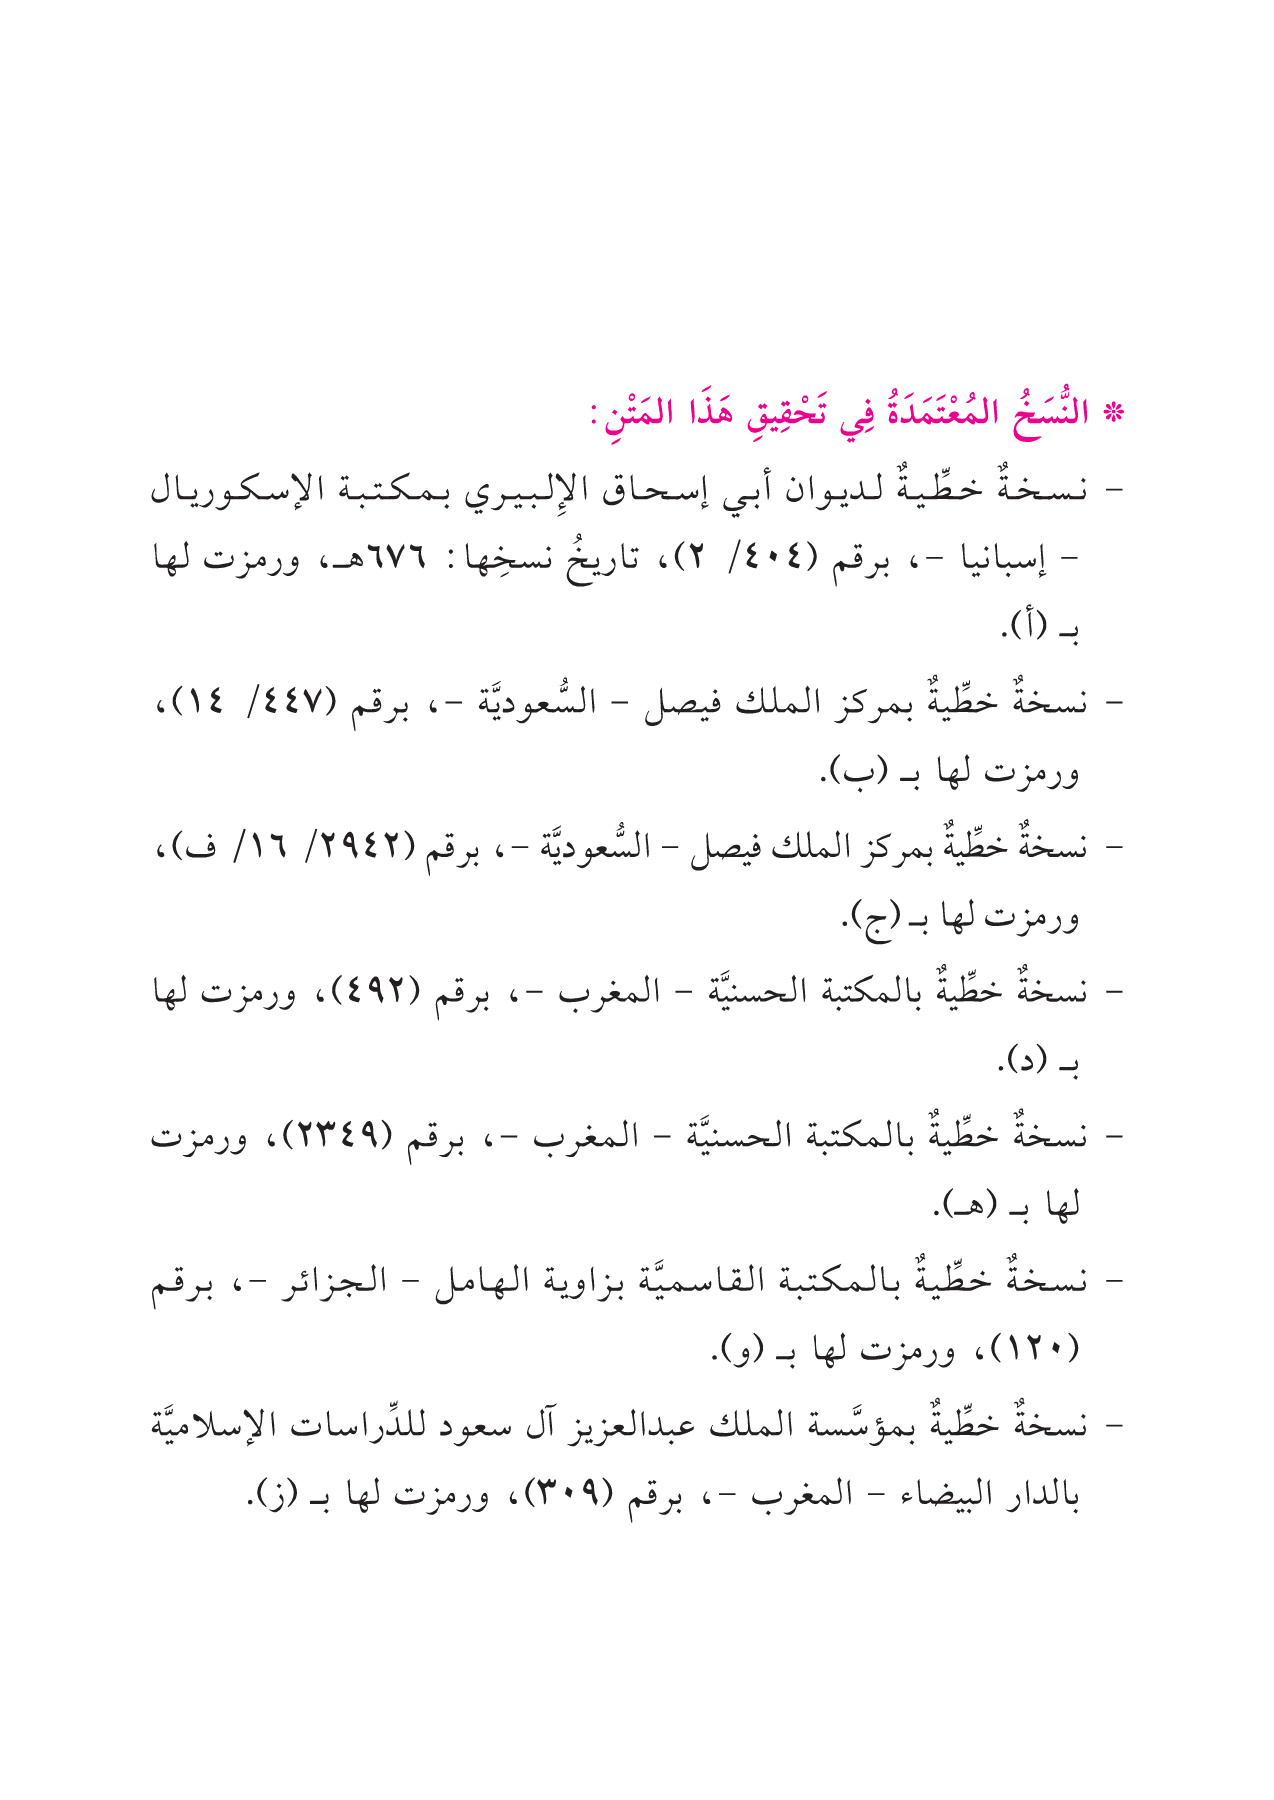 ❊ النُّسَخُ المُعْتَمَدَةُ فِي تَحْقِيقِ هَذَا المَتْنِ:
- نسخةٌ خطِّيةٌ لديوان أبي إسحاق الإِلبيري بمكتبة الإسكوريال
- إسبانيا -، برقم (٤٠٤/ ٢)، تاريخُ نسخِها: ٦٧٦هـ، ورمزت لها
بـ (أ).
- نسخةٌ خطِّيةٌ بمركز الملك فيصل - السُّعوديَّة -، برقم (٤٤٧/ ١٤)،
ورمزت لها بـ (ب).
- نسخةٌ خطِّيةٌ بمركز الملك فيصل - السُّعوديَّة -، برقم (٢٩٤٢/ ١٦/ ف)،
ورمزت لها بـ (ج).
- نسخةٌ خطِّيةٌ بالمكتبة الحسنيَّة - المغرب -، برقم (٤٩٢)، ورمزت لها
بـ (د).
- نسخةٌ خطِّيةٌ بالمكتبة الحسنيَّة - المغرب -، برقم (٢٣٤٩)، ورمزت
لها بـ (هـ).
- نسخةٌ خطِّيةٌ بالمكتبة القاسميَّة بزاوية الهامل - الجزائر -، برقم
(١٢٠)، ورمزت لها بـ (و).
- نسخةٌ خطِّيةٌ بمؤسَّسة الملك عبدالعزيز آل سعود للدِّراسات الإسلاميَّة
بالدار البيضاء - المغرب -، برقم (٣٠٩)، ورمزت لها بـ (ز).